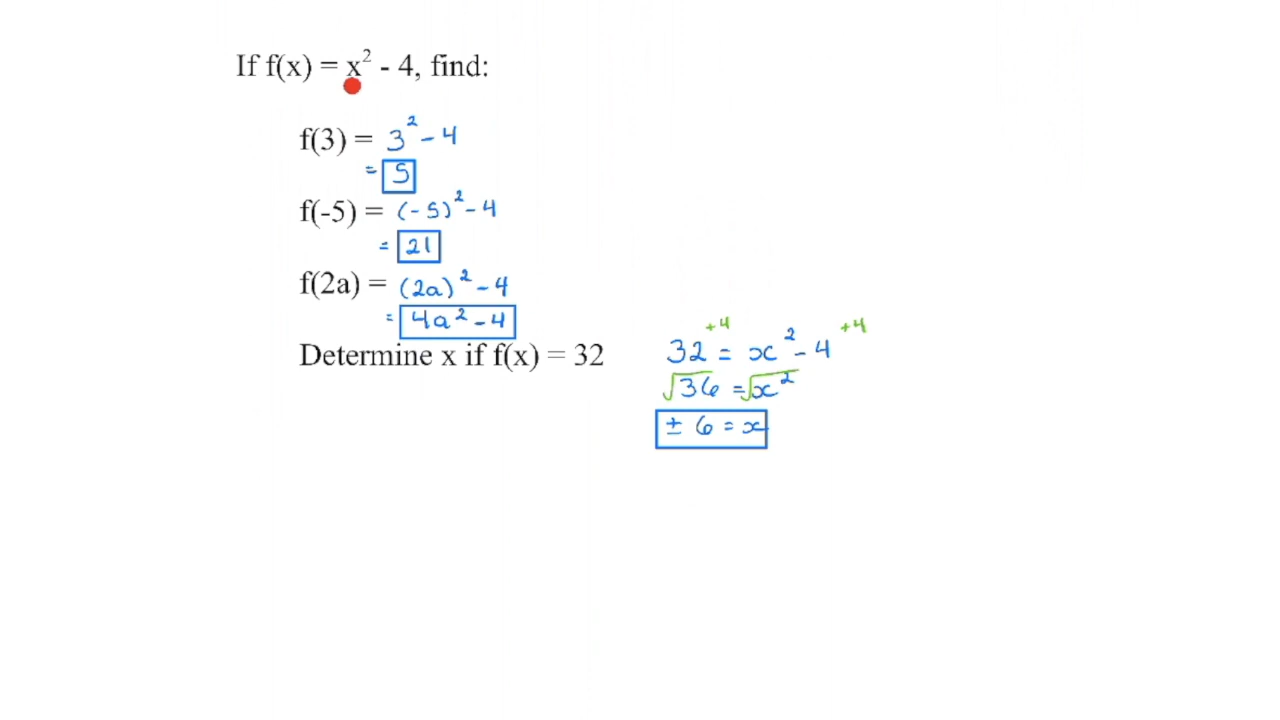 If f(x) = x² - 4, find:
f(3) = 3² - 4
= 5
f(-5) = (-5)² - 4
= 21
f(2a) = (2a)² - 4
= 4a² - 4
Determine x if f(x) = 32
+4 +4
32 = x² - 4
√36 = √x²
± 6 = x